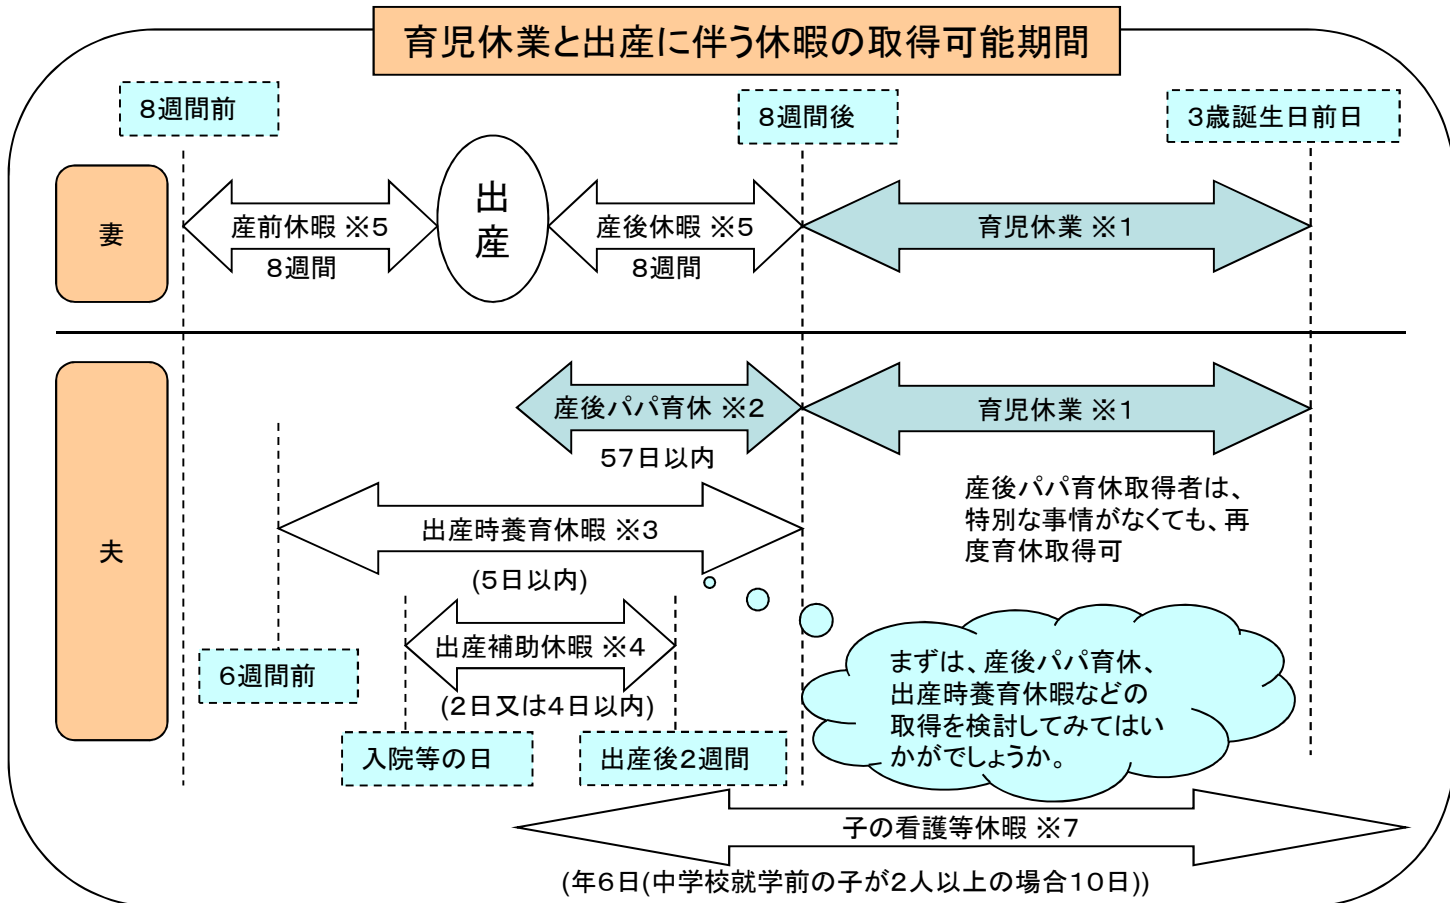 育児休業と出産に伴う休暇の取得可能期間
8週間前
8週間後
3歳誕生日前日
妻
産前休暇 ※5
8週間
出
産
産後休暇 ※5
8週間
育児休業 ※1
夫
産後パパ育休 ※2
57日以内
育児休業 ※1
産後パパ育休取得者は、
特別な事情がなくても、再
度育休取得可
出産時養育休暇 ※3
(5日以内)
6週間前
出産補助休暇 ※4
(2日又は4日以内)
入院等の日
出産後2週間
まずは、産後パパ育休、
出産時養育休暇などの
取得を検討してみてはい
かがでしょうか。
子の看護等休暇 ※7
(年6日(中学校就学前の子が2人以上の場合10日))